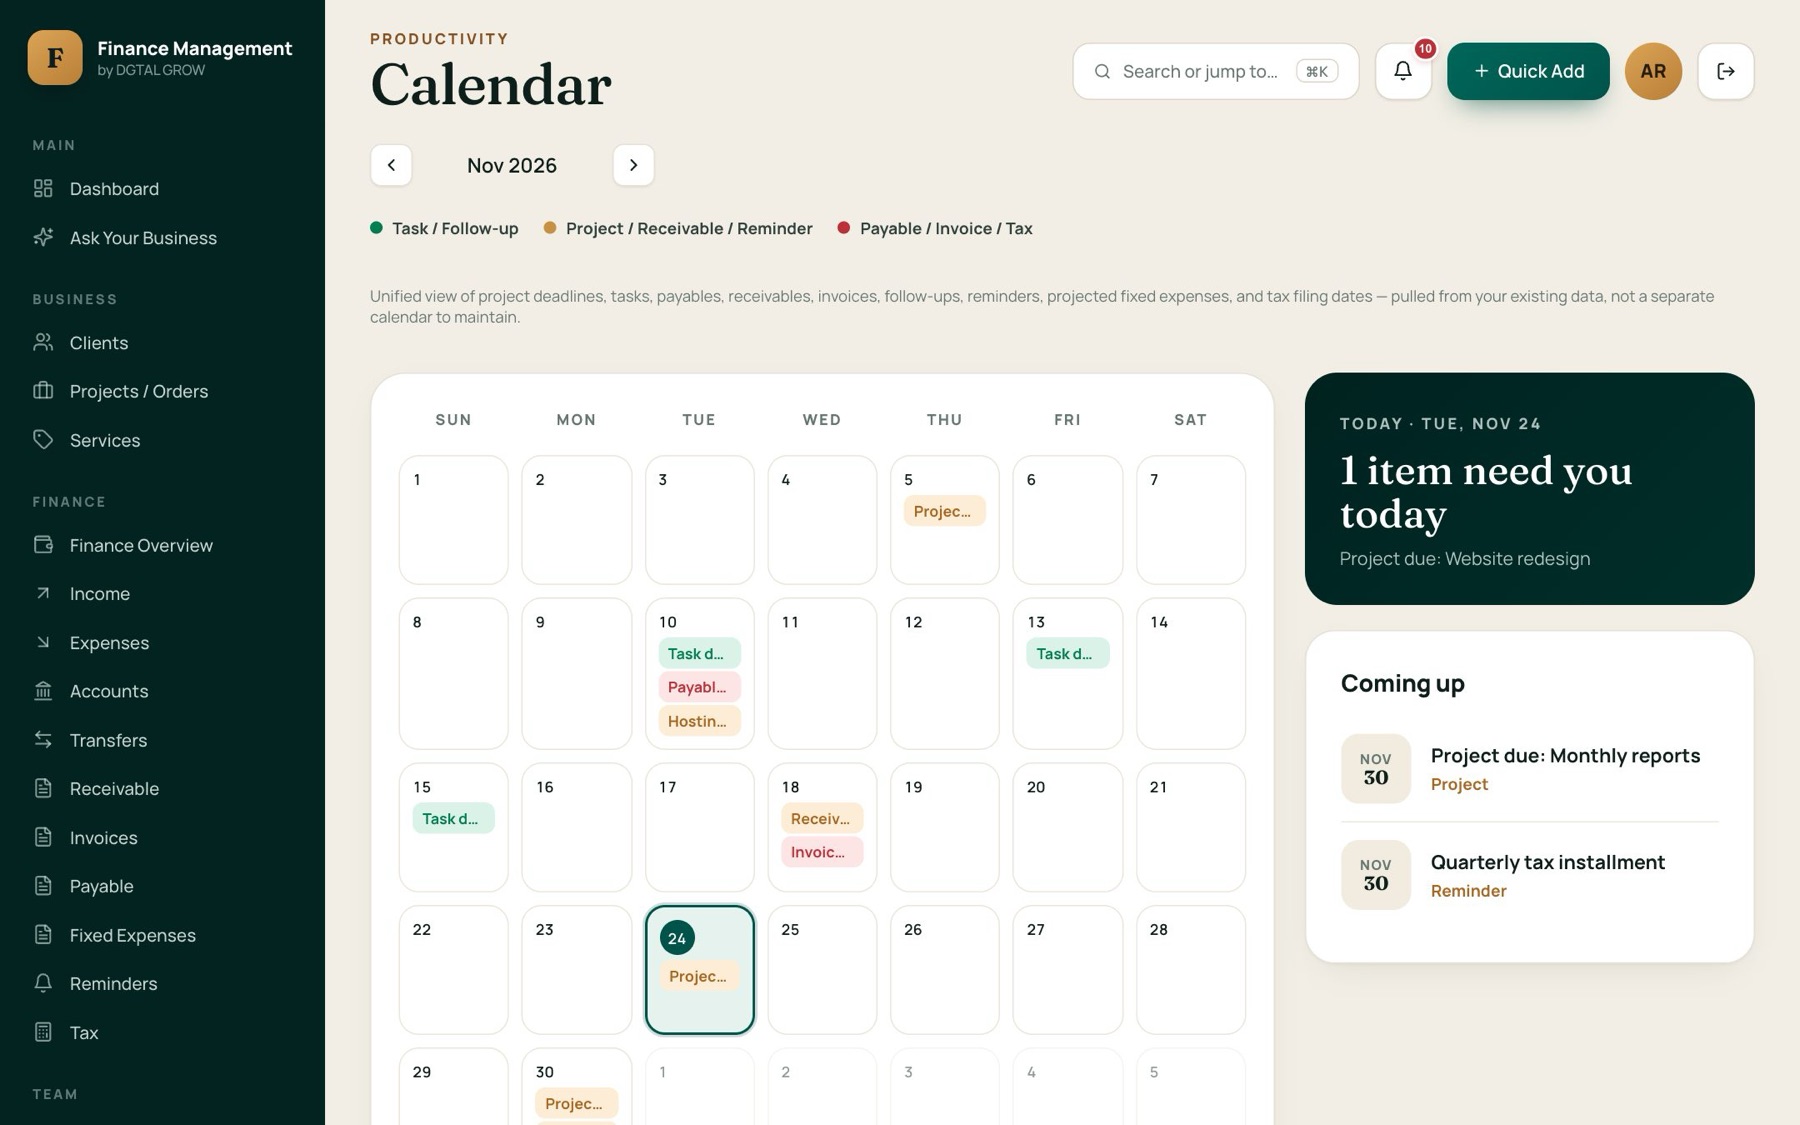 F
Finance Management
by DGTAL GROW
MAIN
Dashboard
Ask Your Business
BUSINESS
Clients
Projects / Orders
Services
FINANCE
Finance Overview
Income
Expenses
Accounts
Transfers
Receivable
Invoices
Payable
Fixed Expenses
Reminders
Tax
TEAM
PRODUCTIVITY
Calendar
Search or jump to... ⌘K
10
+ Quick Add
AR
Nov 2026
Task / Follow-up
Project / Receivable / Reminder
Payable / Invoice / Tax
Unified view of project deadlines, tasks, payables, receivables, invoices, follow-ups, reminders, projected fixed expenses, and tax filing dates — pulled from your existing data, not a separate
calendar to maintain.
SUN MON TUE WED THU FRI SAT
1 2 3 4 5 6 7
Projec...
8 9 10 11 12 13 14
Task d... Task d...
Payabl...
Hostin...
15 16 17 18 19 20 21
Task d... Receiv...
Invoic...
22 23 24 25 26 27 28
Projec...
29 30 1 2 3 4 5
Projec...
TODAY · TUE, NOV 24
1 item need you
today
Project due: Website redesign
Coming up
NOV
30
Project due: Monthly reports
Project
NOV
30
Quarterly tax installment
Reminder